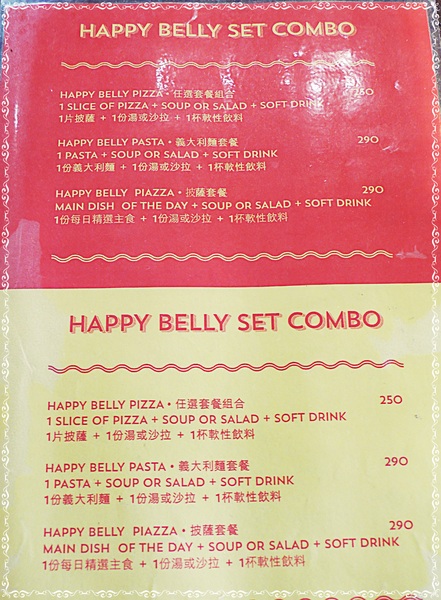 HAPPY BELLY SET COMBO
HAPPY BELLY PIZZA・任選套餐組合 250
1 SLICE OF PIZZA + SOUP OR SALAD + SOFT DRINK
1片披薩 + 1份湯或沙拉 + 1杯軟性飲料
HAPPY BELLY PASTA・義大利麵套餐 290
1 PASTA + SOUP OR SALAD + SOFT DRINK
1份義大利麵 + 1份湯或沙拉 + 1杯軟性飲料
HAPPY BELLY PIAZZA・披薩套餐 290
MAIN DISH OF THE DAY + SOUP OR SALAD + SOFT DRINK
1份每日精選主食 + 1份湯或沙拉 + 1杯軟性飲料
HAPPY BELLY SET COMBO
HAPPY BELLY PIZZA・任選套餐組合 250
1 SLICE OF PIZZA + SOUP OR SALAD + SOFT DRINK
1片披薩 + 1份湯或沙拉 + 1杯軟性飲料
HAPPY BELLY PASTA・義大利麵套餐 290
1 PASTA + SOUP OR SALAD + SOFT DRINK
1份義大利麵 + 1份湯或沙拉 + 1杯軟性飲料
HAPPY BELLY PIAZZA・披薩套餐 290
MAIN DISH OF THE DAY + SOUP OR SALAD + SOFT DRINK
1份每日精選主食 + 1份湯或沙拉 + 1杯軟性飲料